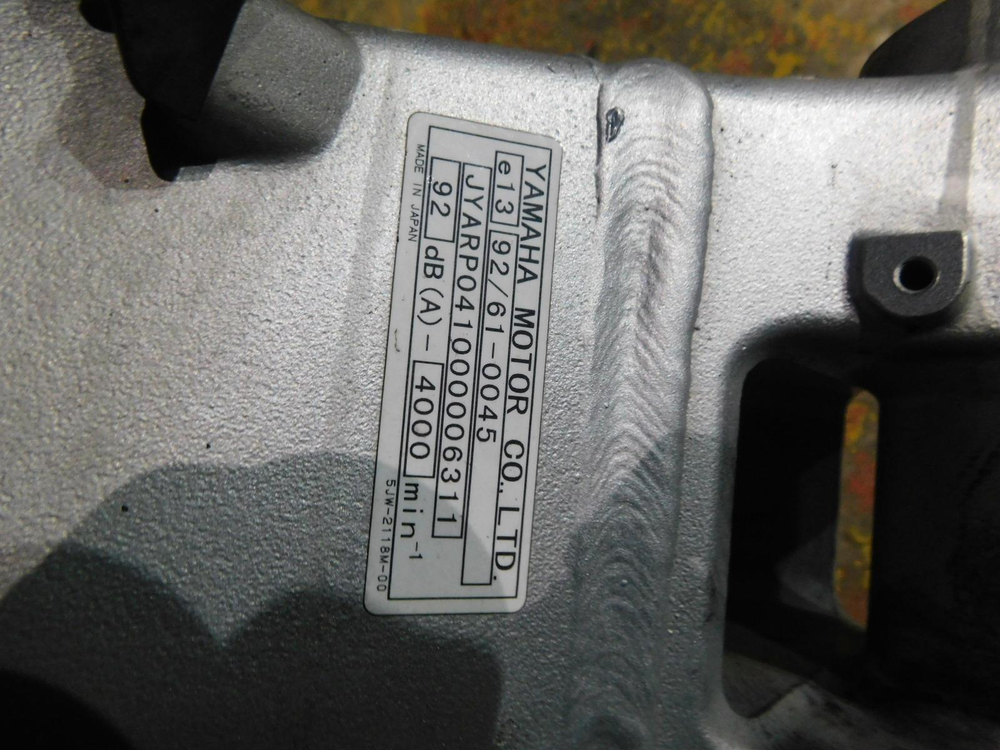 YAMAHA MOTOR CO., LTD.
e13 92/61-0045
JYARP041000006311
92 dB(A) - 4000 min-1
MADE IN JAPAN 5JW-2118M-00